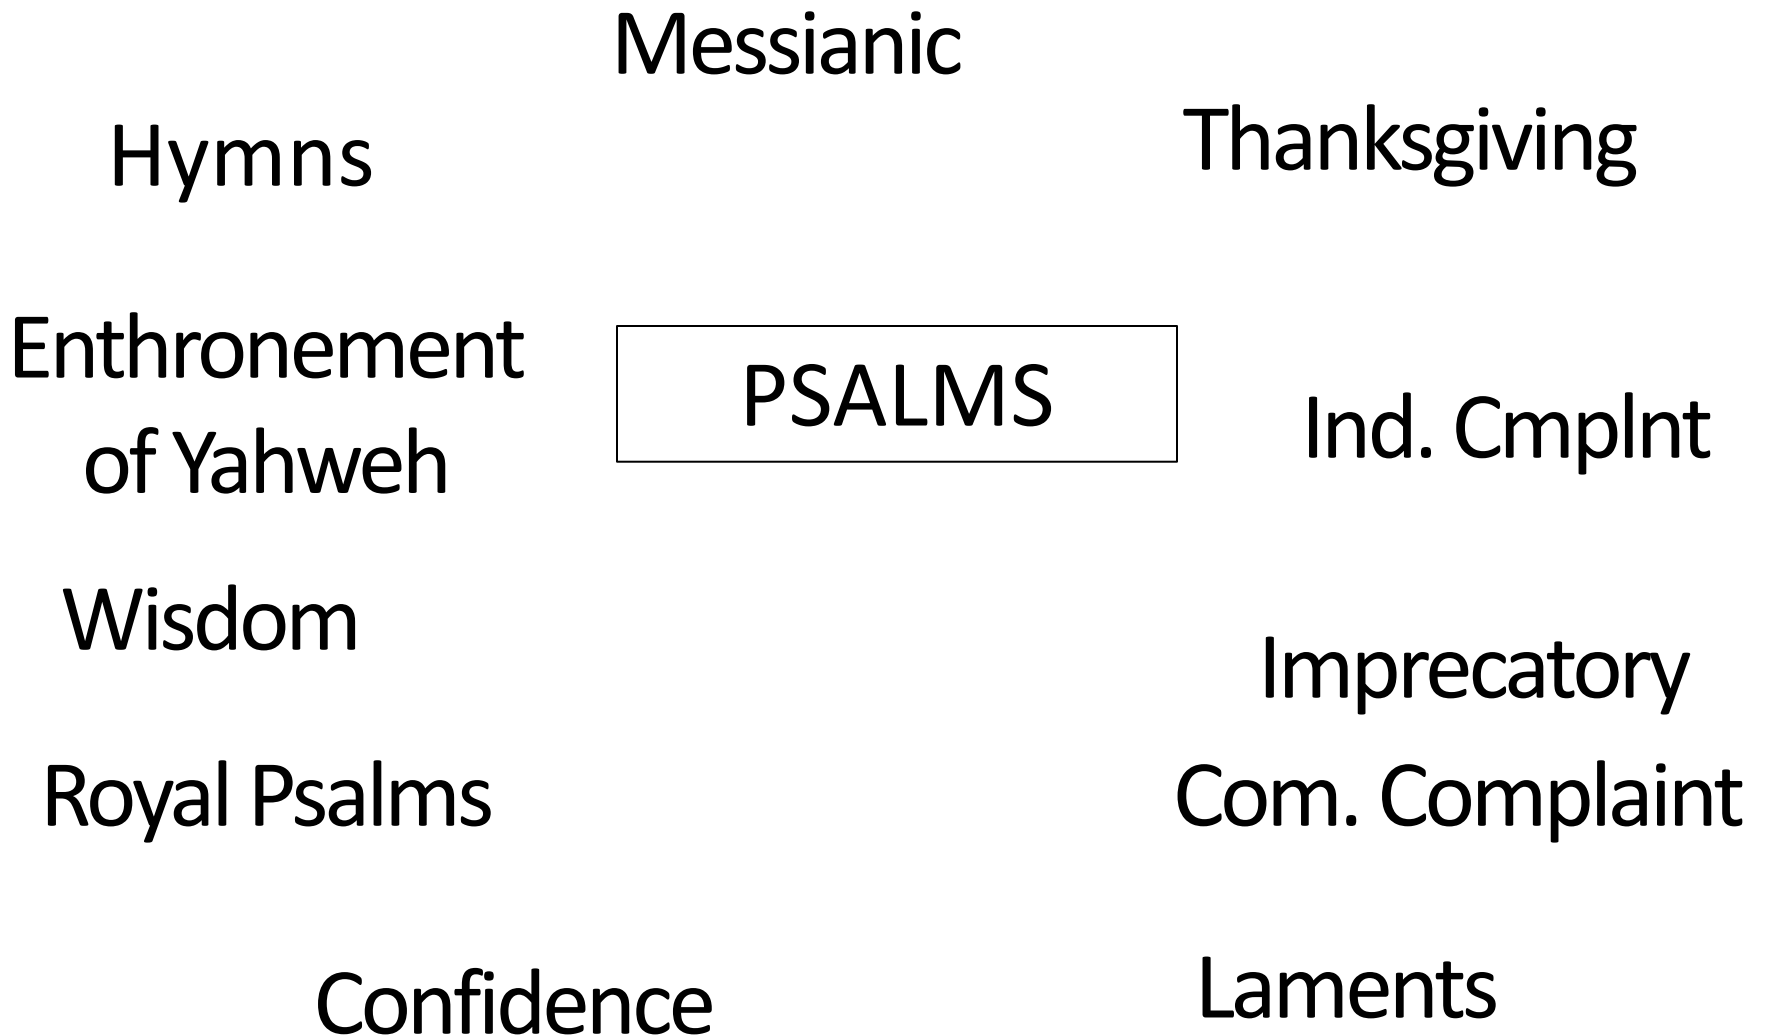 Messianic
Thanksgiving
Hymns
Enthronement
of Yahweh
PSALMS
Ind. Cmplnt
Wisdom
Imprecatory
Royal Psalms
Com. Complaint
Confidence
Laments